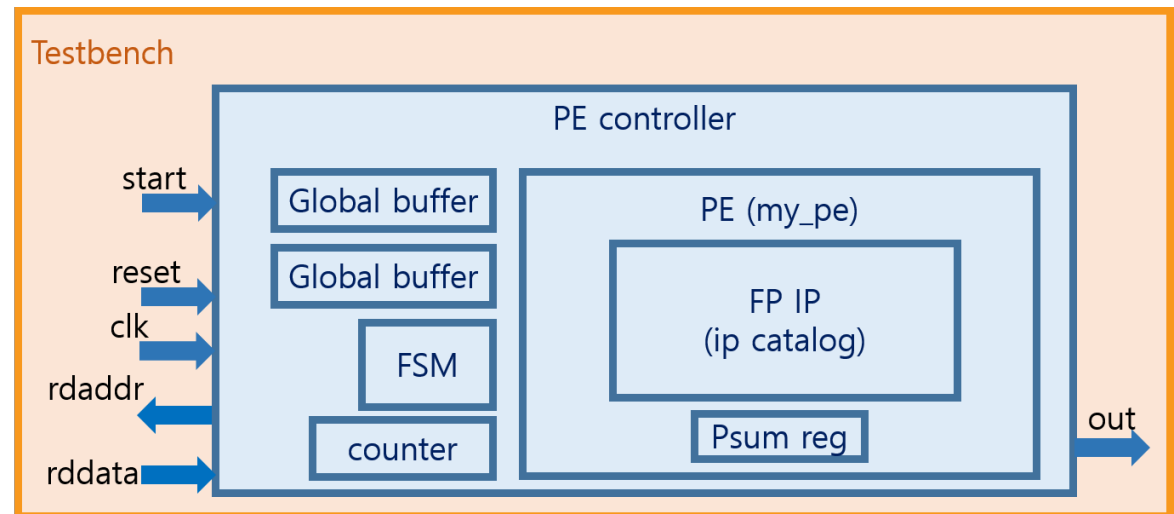 Testbench
PE controller
start
Global buffer
PE (my_pe)
reset
Global buffer
FP IP
(ip catalog)
clk
FSM
rdaddr
Psum reg
out
counter
rddata